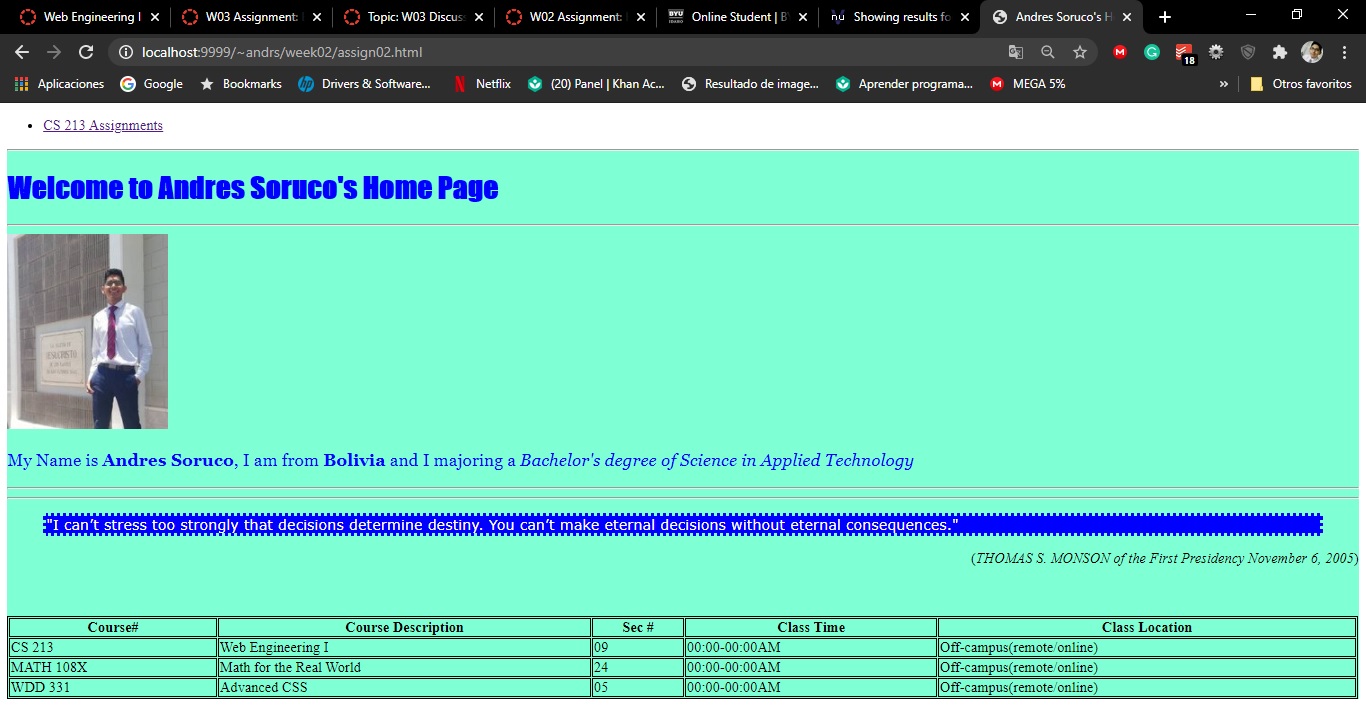 Web Engineering I
W03 Assignment:
Topic: W03 Discus
W02 Assignment:
BYU
IDAHO
Online Student | B
Showing results fo
Andres Soruco's H
localhost:9999/~andrs/week02/assign02.html
18
Aplicaciones
Google
Bookmarks
Drivers & Software...
Netflix
(20) Panel | Khan Ac...
Resultado de image...
Aprender programa...
MEGA 5%
»
Otros favoritos
• CS 213 Assignments
Welcome to Andres Soruco's Home Page
My Name is Andres Soruco, I am from Bolivia and I majoring a Bachelor's degree of Science in Applied Technology
"I can’t stress too strongly that decisions determine destiny. You can’t make eternal decisions without eternal consequences."
(THOMAS S. MONSON of the First Presidency November 6, 2005)
Course# Course Description Sec # Class Time Class Location
CS 213 Web Engineering I 09 00:00-00:00AM Off-campus(remote/online)
MATH 108X Math for the Real World 24 00:00-00:00AM Off-campus(remote/online)
WDD 331 Advanced CSS 05 00:00-00:00AM Off-campus(remote/online)